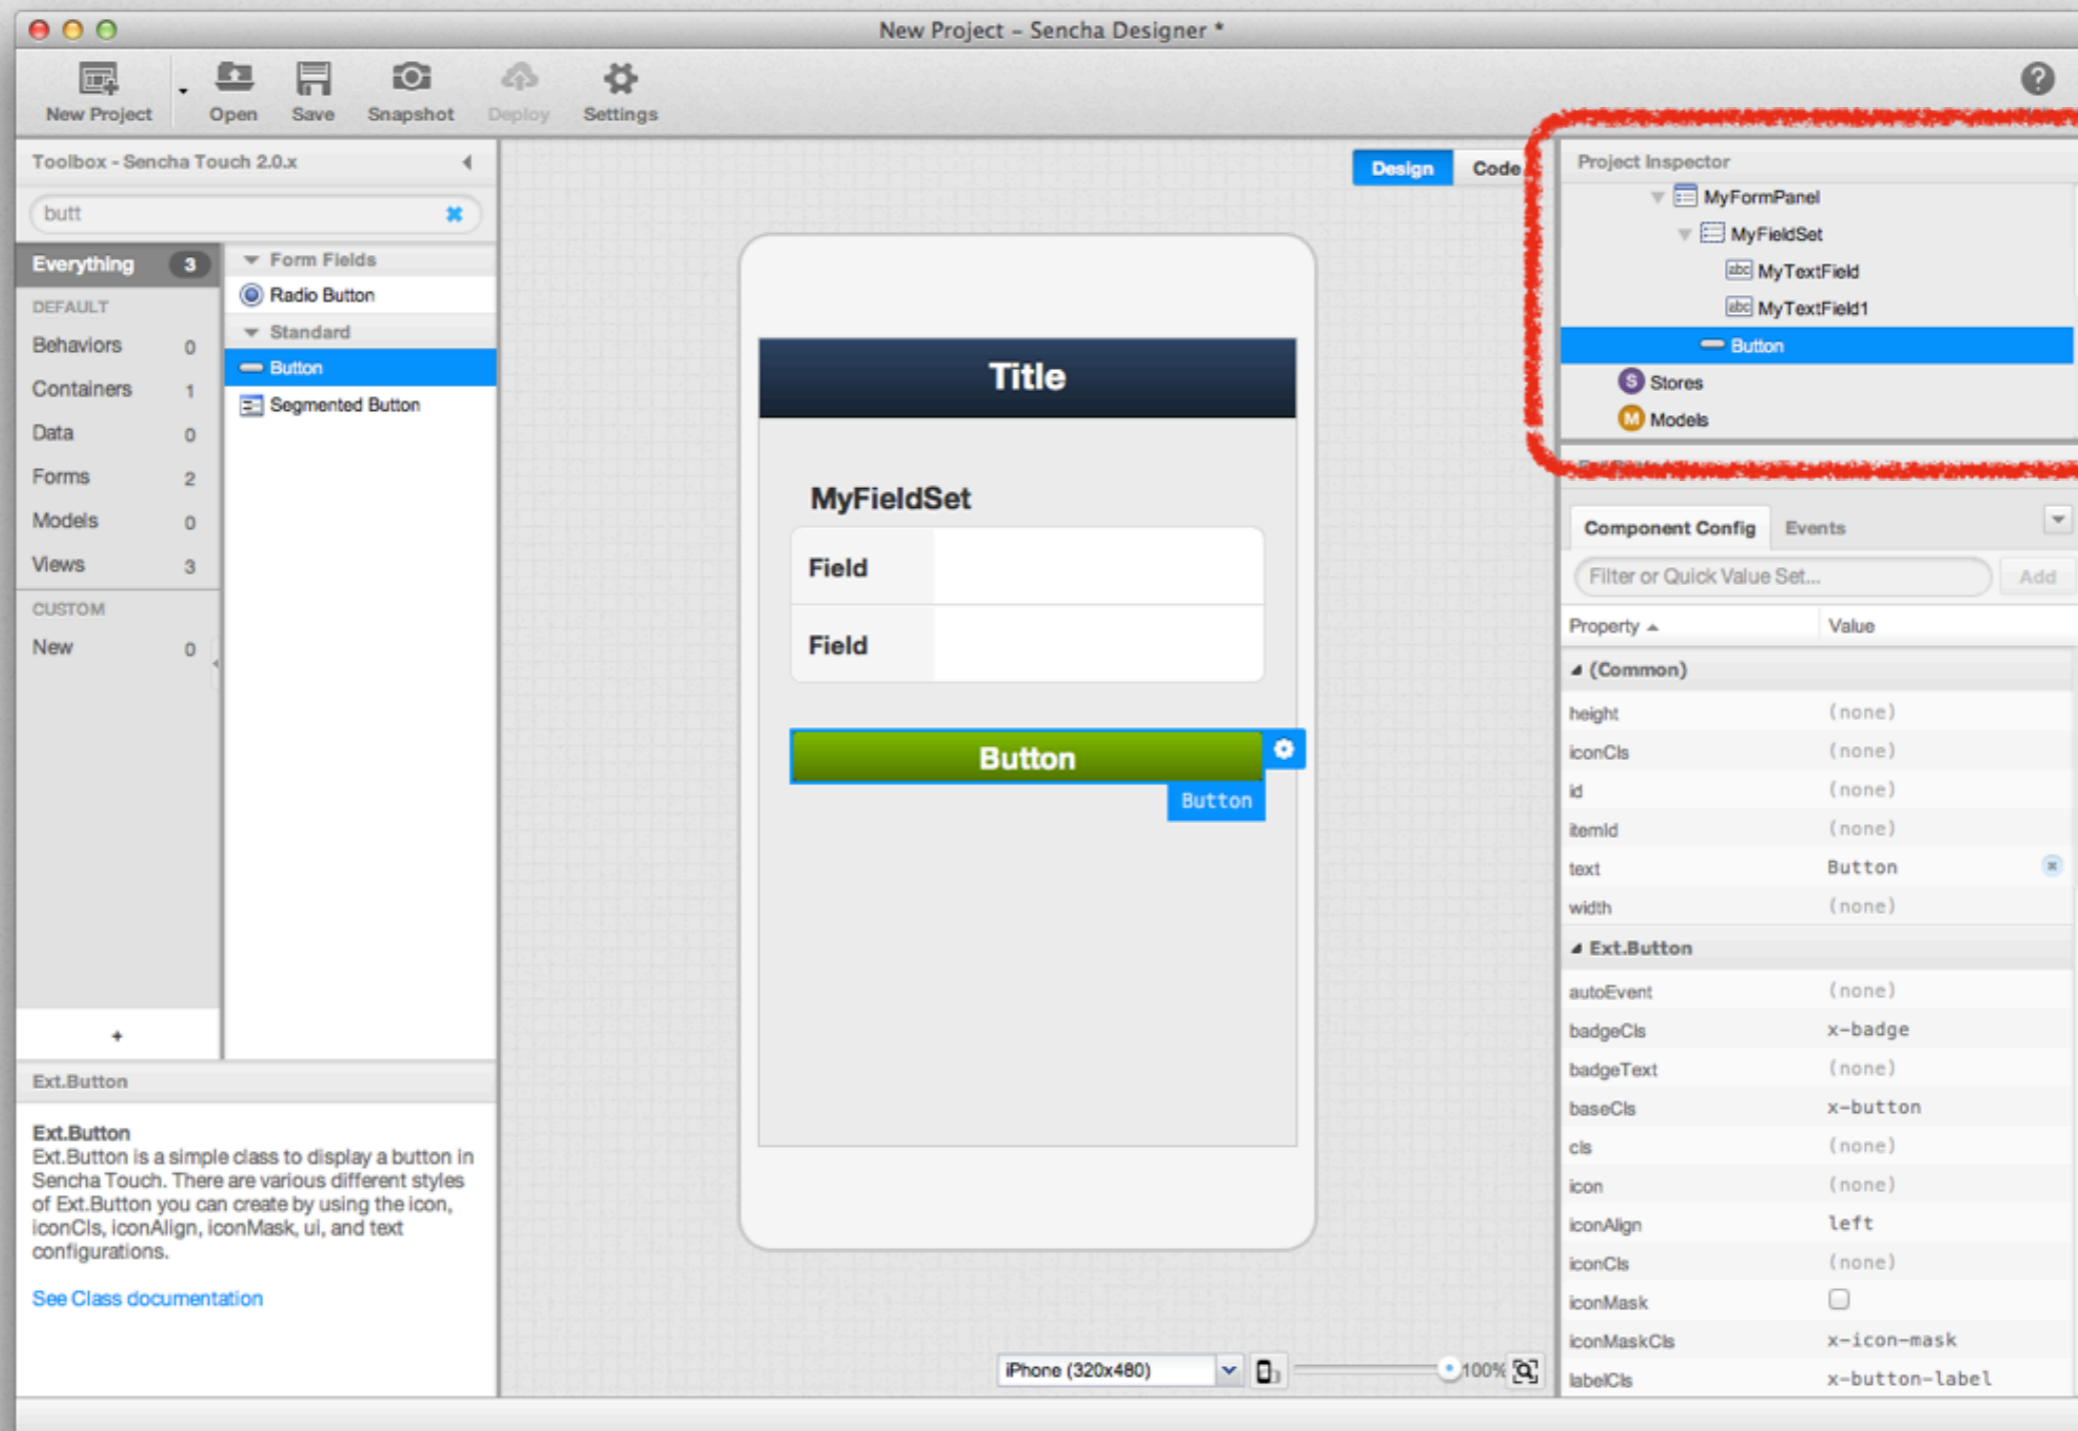 New Project – Sencha Designer *
New Project
Open
Save
Snapshot
Deploy
Settings
Toolbox - Sencha Touch 2.0.x
butt
Everything 3
DEFAULT
Behaviors 0
Containers 1
Data 0
Forms 2
Models 0
Views 3
CUSTOM
New 0
+
Form Fields
Radio Button
Standard
Button
Segmented Button
Ext.Button
Ext.Button
Ext.Button is a simple class to display a button in
Sencha Touch. There are various different styles
of Ext.Button you can create by using the icon,
iconCls, iconAlign, iconMask, ui, and text
configurations.
See Class documentation
Design Code
Title
MyFieldSet
Field
Field
Button
Button
iPhone (320x480)
100%
Project Inspector
MyFormPanel
MyFieldSet
abc MyTextField
abc MyTextField1
Button
S Stores
M Models
Component Config Events
Filter or Quick Value Set... Add
Property Value
(Common)
height (none)
iconCls (none)
id (none)
itemId (none)
text Button
width (none)
Ext.Button
autoEvent (none)
badgeCls x-badge
badgeText (none)
baseCls x-button
cls (none)
icon (none)
iconAlign left
iconCls (none)
iconMask
iconMaskCls x-icon-mask
labelCls x-button-label